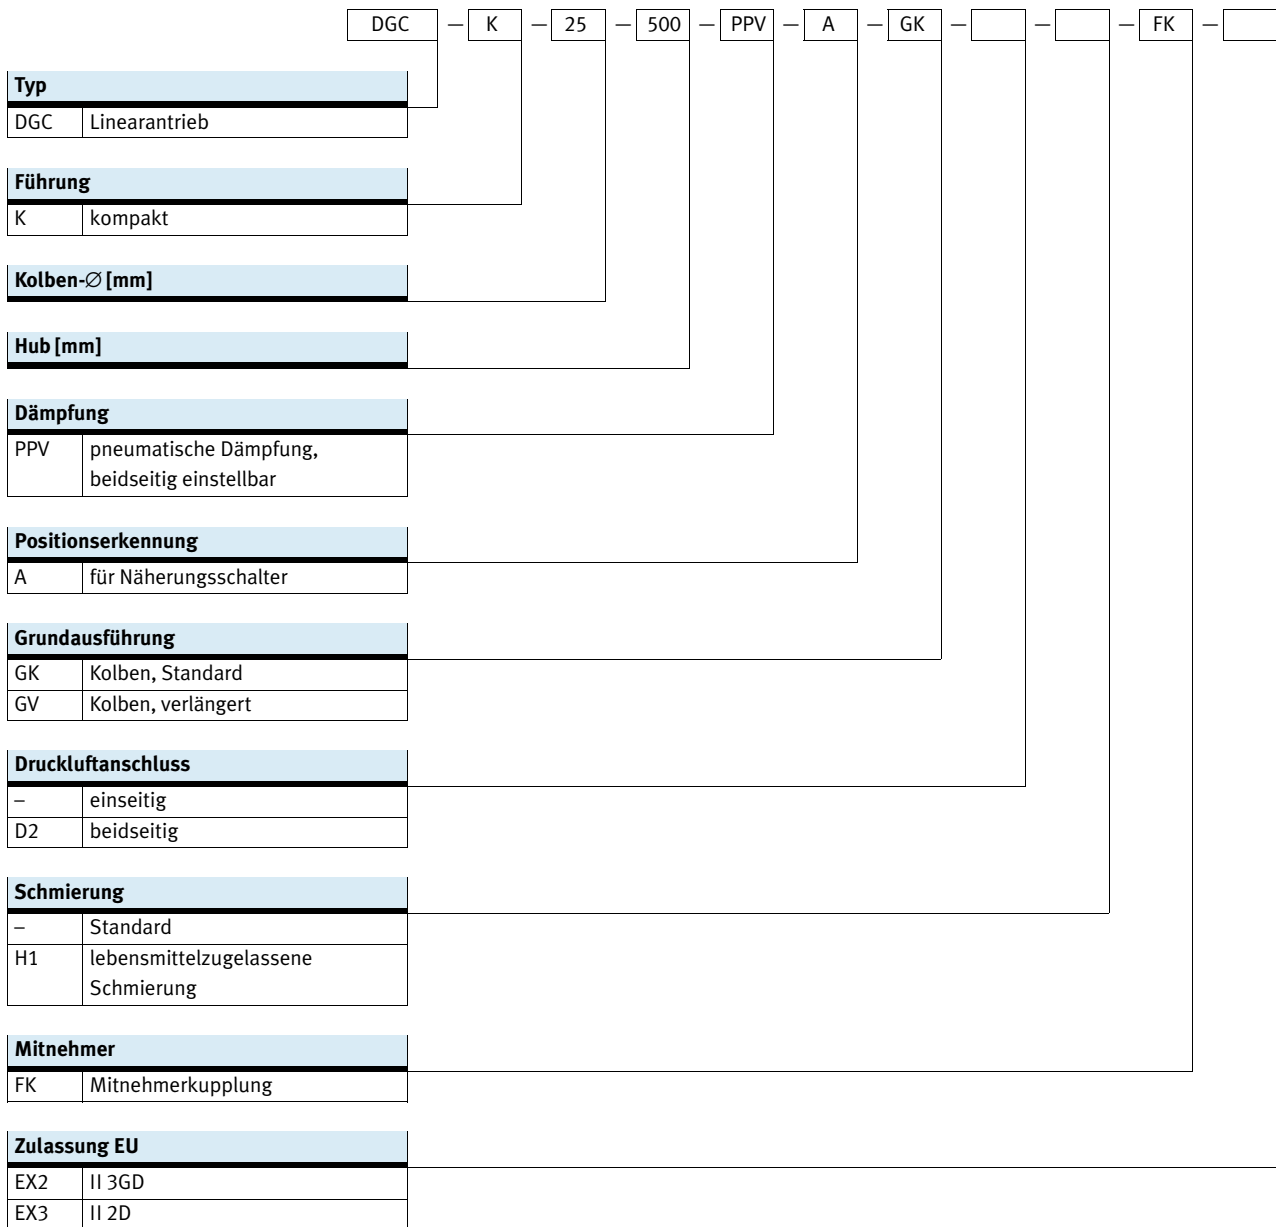 DGC — K — 25 — 500 — PPV — A — GK — — — FK —
Typ
DGC Linearantrieb
Führung
K kompakt
Kolben-∅ [mm]
Hub [mm]
Dämpfung
PPV pneumatische Dämpfung,
beidseitig einstellbar
Positionserkennung
A für Näherungsschalter
Grundausführung
GK Kolben, Standard
GV Kolben, verlängert
Druckluftanschluss
– einseitig
D2 beidseitig
Schmierung
– Standard
H1 lebensmittelzugelassene
Schmierung
Mitnehmer
FK Mitnehmerkupplung
Zulassung EU
EX2 II 3GD
EX3 II 2D